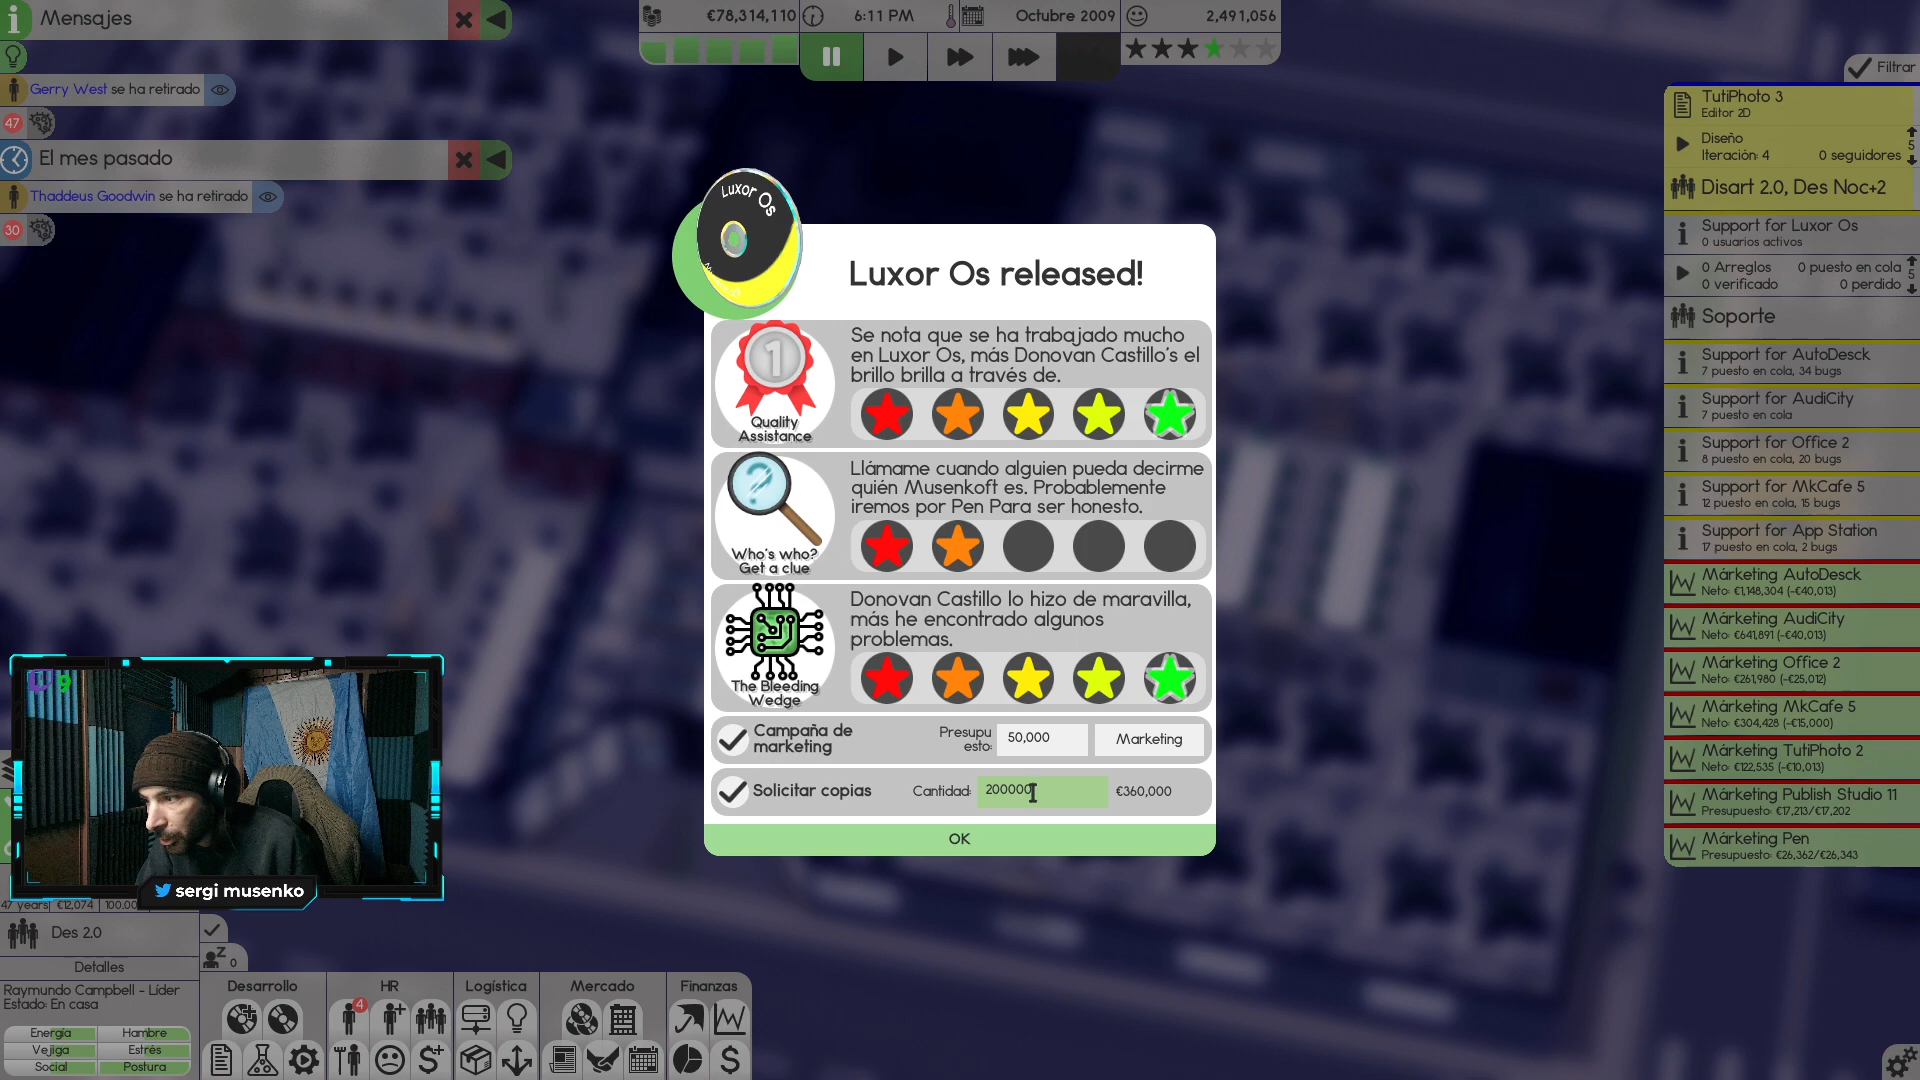 Mensajes
Gerry West se ha retirado
47
El mes pasado
Thaddeus Goodwin se ha retirado
30
€78,314,110
6:11 PM
Octubre 2009
2,491,056
Filtrar
TutiPhoto 3
Editor 2D
Diseño
Iteración: 4
0 seguidores
5
Disart 2.0, Des Noc+2
Support for Luxor Os
0 usuarios activos
0 Arreglos
0 puesto en cola
0 verificado
0 perdido
5
Soporte
Support for AutoDesck
7 puesto en cola, 34 bugs
Support for AudiCity
7 puesto en cola
Support for Office 2
8 puesto en cola, 20 bugs
Support for MkCafe 5
12 puesto en cola, 15 bugs
Support for App Station
17 puesto en cola, 2 bugs
Márketing AutoDesck
Neto: €1,148,304 (-€40,013)
Márketing AudiCity
Neto: €641,891 (-€40,013)
Márketing Office 2
Neto: €261,980 (-€25,012)
Márketing MkCafe 5
Neto: €304,428 (-€15,000)
Márketing TutiPhoto 2
Neto: €122,535 (-€10,013)
Márketing Publish Studio 11
Presupuesto: €17,213/€17,202
Márketing Pen
Presupuesto: €26,362/€26,343
Luxor Os
Luxor Os released!
Se nota que se ha trabajado mucho
en Luxor Os, más Donovan Castillo's el
brillo brilla a través de.
1
Quality
Assistance
Llámame cuando alguien pueda decirme
quién Musenkoft es. Probablemente
iremos por Pen Para ser honesto.
?
Who's who?
Get a clue
Donovan Castillo lo hizo de maravilla,
más he encontrado algunos
problemas.
The Bleeding
Wedge
Campaña de
marketing
Presupu
esto:
50,000
Marketing
Solicitar copias
Cantidad:
200000
€360,000
OK
9
sergi musenko
47 years
€12,074
100.00
Des 2.0
Z
0
Detalles
Raymundo Campbell - Líder
Estado: En casa
Energía
Hambre
Vejiga
Estrés
Social
Postura
Desarrollo
HR
Logística
Mercado
Finanzas
4